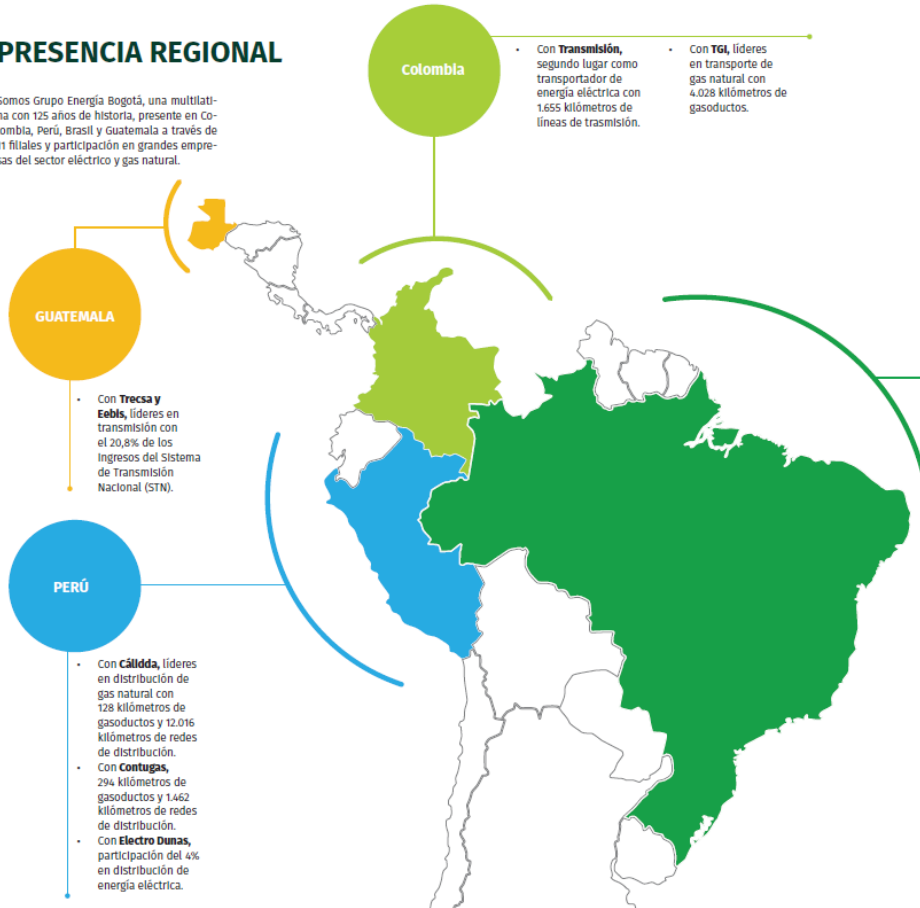 PRESENCIA REGIONAL
Somos Grupo Energía Bogotá, una multilati-
na con 125 años de historia, presente en Co-
lombia, Perú, Brasil y Guatemala a través de
11 filiales y participación en grandes empre-
sas del sector eléctrico y gas natural.
Colombia
• Con Transmisión,
segundo lugar como
transportador de
energía eléctrica con
1.655 kilómetros de
líneas de trasmisión.
• Con TGI, líderes
en transporte de
gas natural con
4.028 kilómetros de
gasoductos.
GUATEMALA
• Con Trecsa y
Eebis, líderes en
transmisión con
el 20,8% de los
Ingresos del Sistema
de Transmisión
Nacional (STN).
PERÚ
• Con Cálidda, líderes
en distribución de
gas natural con
128 kilómetros de
gasoductos y 12.016
kilómetros de redes
de distribución.
• Con Contugas,
294 kilómetros de
gasoductos y 1.462
kilómetros de redes
de distribución.
• Con Electro Dunas,
participación del 4%
en distribución de
energía eléctrica.